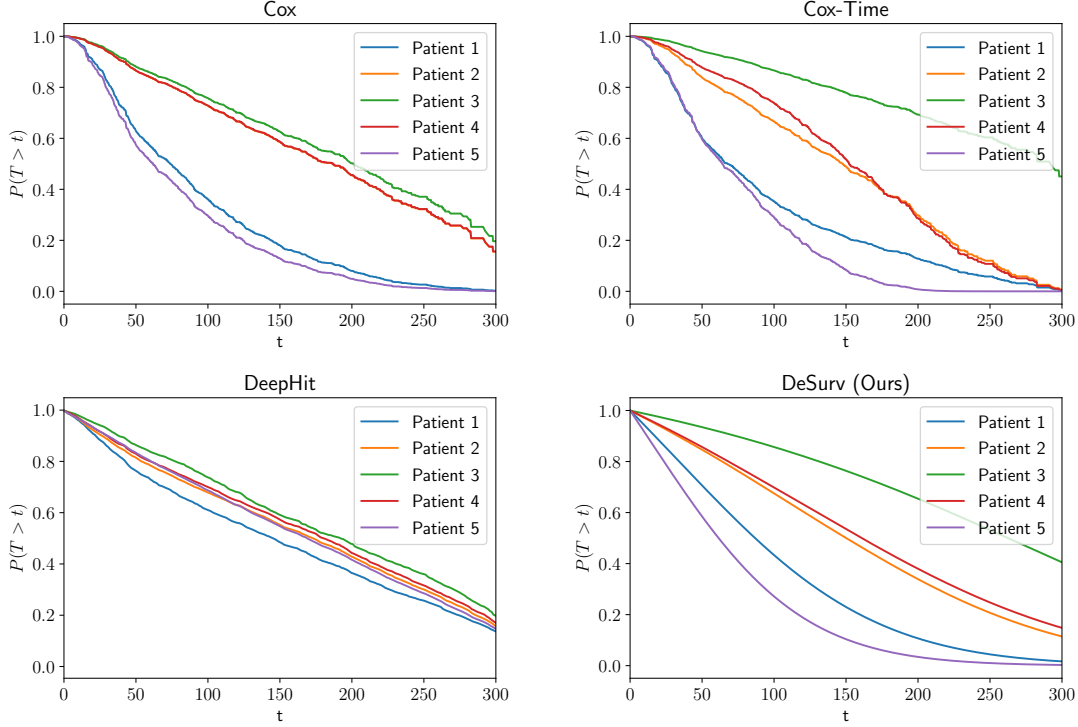 Cox
1.0
0.8
0.6
0.4
0.2
0.0
P(T > t)
0 50 100 150 200 250 300
t
Patient 1
Patient 2
Patient 3
Patient 4
Patient 5
Cox-Time
1.0
0.8
0.6
0.4
0.2
0.0
P(T > t)
0 50 100 150 200 250 300
t
Patient 1
Patient 2
Patient 3
Patient 4
Patient 5
DeepHit
1.0
0.8
0.6
0.4
0.2
0.0
P(T > t)
0 50 100 150 200 250 300
t
Patient 1
Patient 2
Patient 3
Patient 4
Patient 5
DeSurv (Ours)
1.0
0.8
0.6
0.4
0.2
0.0
P(T > t)
0 50 100 150 200 250 300
t
Patient 1
Patient 2
Patient 3
Patient 4
Patient 5